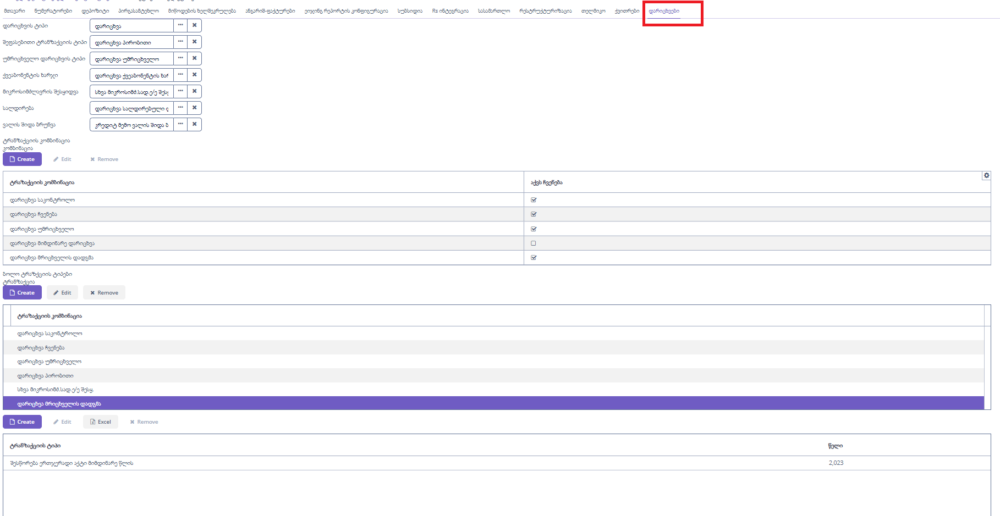 მთავარი ნუმერატორები დეპოზიტი პირგასამტეხლო მიწოდების ხელშეკრულება ანგარიშ-ფაქტურები ეიჯინგ რეპორტის კონფიგურაცია სუბსიდია Rs ინტეგრაცია სასამართლო რესტრუქტურიზაცია თელმიკო ქვითრები დარიცხვები
დარიცხვის ტიპი დარიცხვა
შეფასებითი ტრანზაქციის ტიპი დარიცხვა პირობითი
უმრიცხველო დარიცხვის ტიპი დარიცხვა უმრიცხველო
ქვეაბონენტის ხარჯი დარიცხვა ქვეაბონენტის ხარ
მიკროსიმძლავრის შესყიდვა სხვა მიკროსიმძ.სად.ე/ე შესყ
სალდირება დარიცხვა სალდირებული დ
ვალის შიდა ბრუნვა კრედიტ მემო ვალის შიდა ბ
ტრანზაქციის კომბინაცია
კომბინაცია
Create Edit Remove
ტრაზაქციის კომბინაცია აქვს ჩვენება
დარიცხვა საკონტროლო
დარიცხვა ჩვენება
დარიცხვა უმრიცხველო
დარიცხვა მიმდინარე დარიცხვა
დარიცხვა მრიცხველის დადგმა
ბოლო ტრაზქციის ტიპები
ტრანზაქცია
Create Edit Remove
ტრაზაქციის კომბინაცია
დარიცხვა საკონტროლო
დარიცხვა ჩვენება
დარიცხვა უმრიცხველო
დარიცხვა პირობითი
სხვა მიკროსიმძ.სად.ე/ე შესყ.
დარიცხვა მრიცხველის დადგმა
Create Edit Excel Remove
ტრანზაქციის ტიპი წელი
შესწორება ერთჯერადი აქტი მიმდინარე წლის 2,023